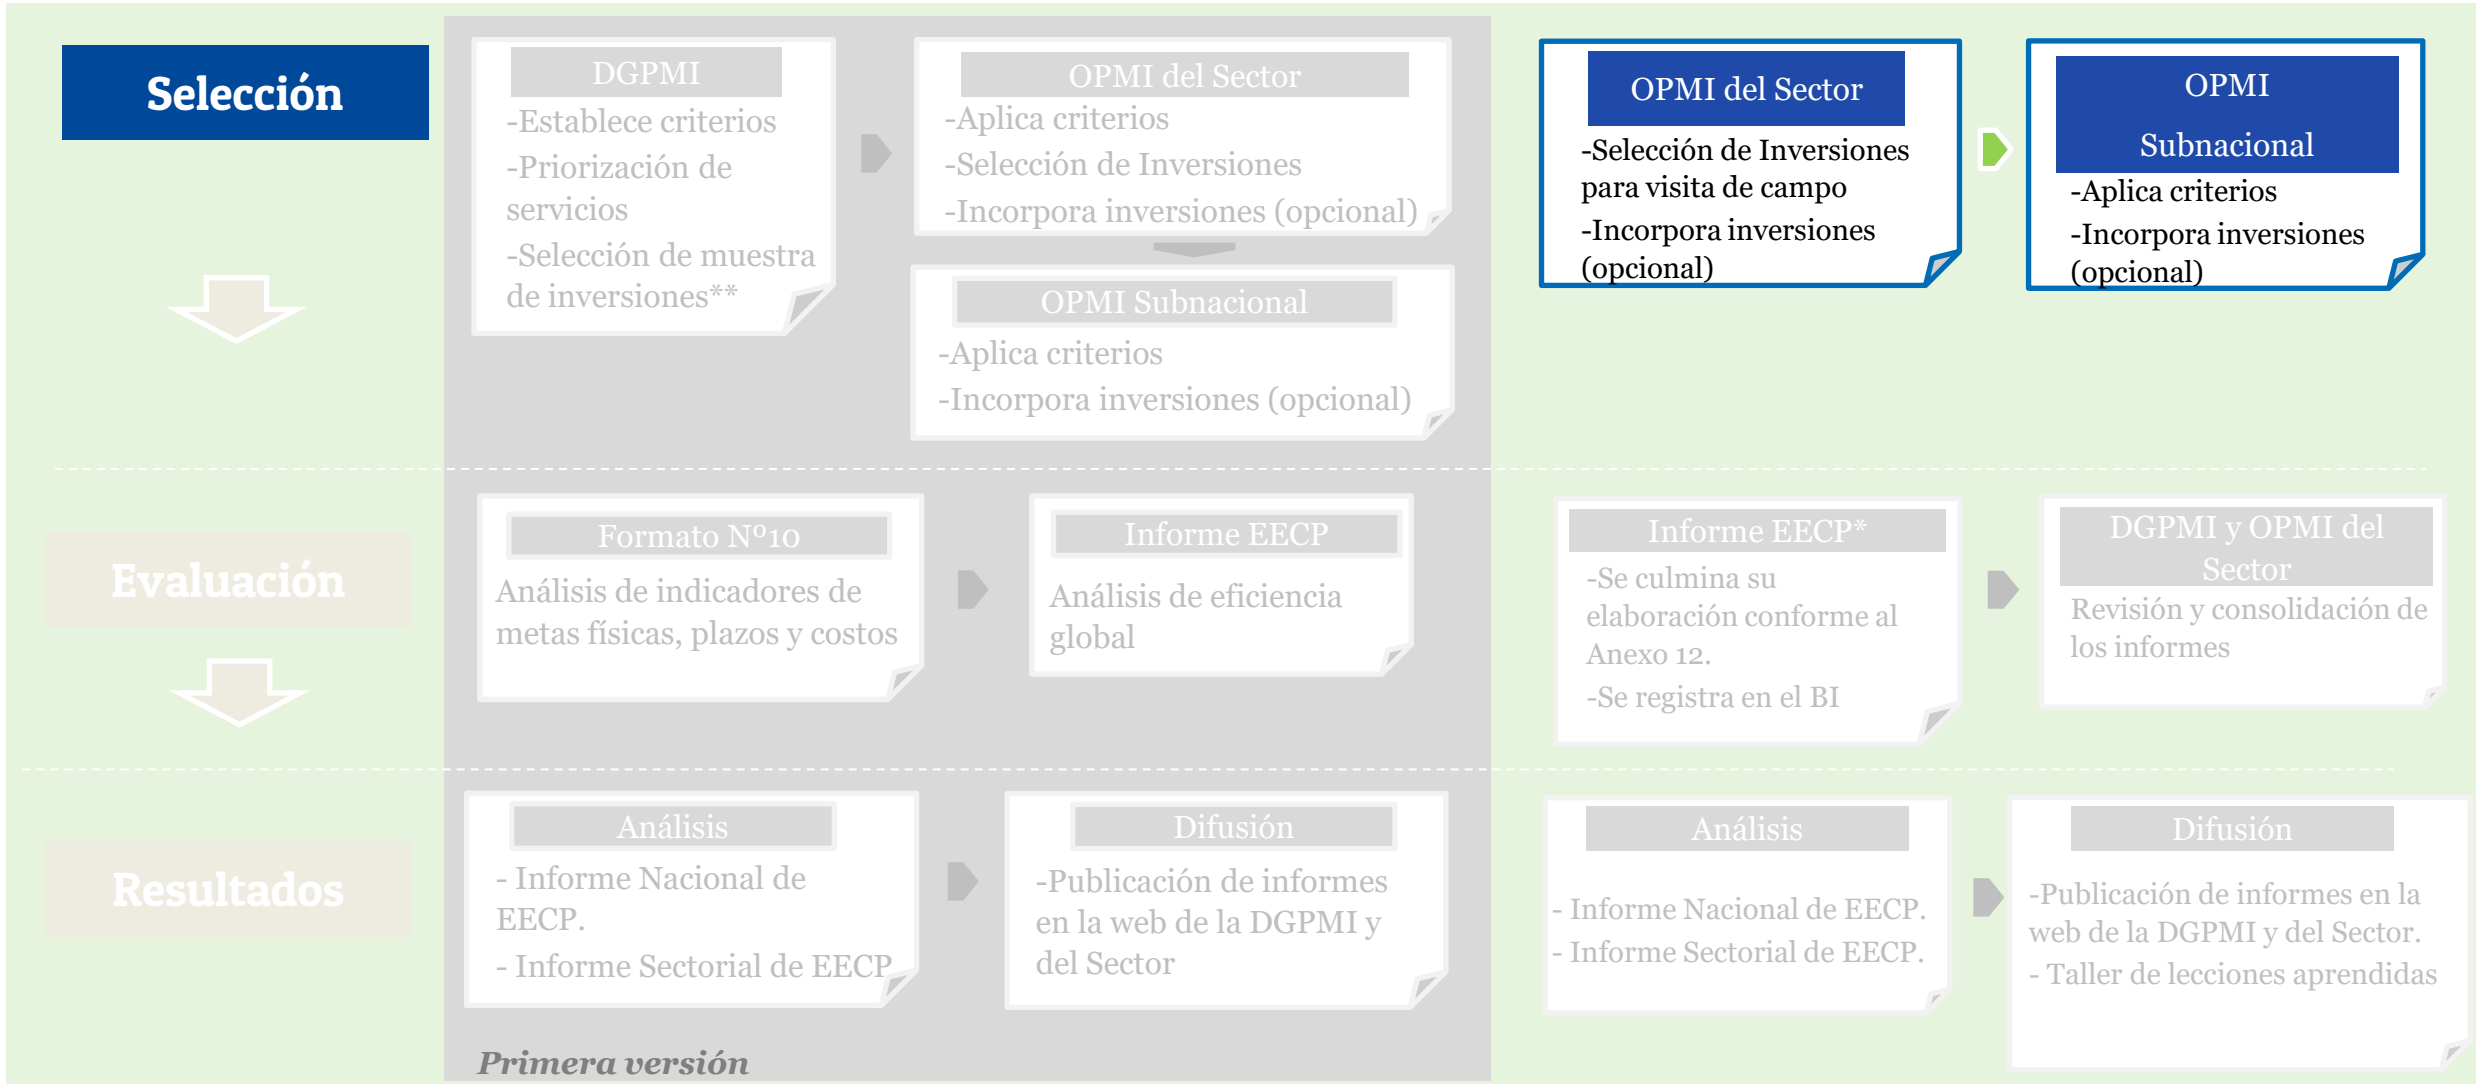 Selección
DGPMI
-Establece criterios
-Priorización de
servicios
-Selección de muestra
de inversiones**
OPMI del Sector
-Aplica criterios
-Selección de Inversiones
-Incorpora inversiones (opcional)
OPMI Subnacional
-Aplica criterios
-Incorpora inversiones (opcional)
OPMI del Sector
-Selección de Inversiones
para visita de campo
-Incorpora inversiones
(opcional)
OPMI
Subnacional
-Aplica criterios
-Incorpora inversiones
(opcional)
Evaluación
Formato Nº10
Análisis de indicadores de
metas físicas, plazos y costos
Informe EECP
Análisis de eficiencia
global
Informe EECP*
-Se culmina su
elaboración conforme al
Anexo 12.
-Se registra en el BI
DGPMI y OPMI del
Sector
Revisión y consolidación de
los informes
Resultados
Análisis
- Informe Nacional de
EECP.
- Informe Sectorial de EECP
Difusión
-Publicación de informes
en la web de la DGPMI y
del Sector
Análisis
- Informe Nacional de EECP.
- Informe Sectorial de EECP.
Difusión
-Publicación de informes en la
web de la DGPMI y del Sector.
- Taller de lecciones aprendidas
Primera versión